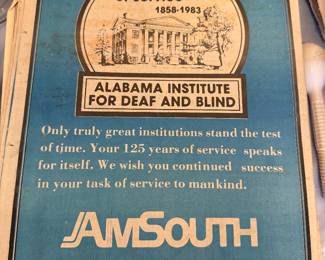 OF SERVICE
1858-1983
ALABAMA INSTITUTE
FOR DEAF AND BLIND
Only truly great institutions stand the test
of time. Your 125 years of service speaks
for itself. We wish you continued success
in your task of service to mankind.
AMSOUTH